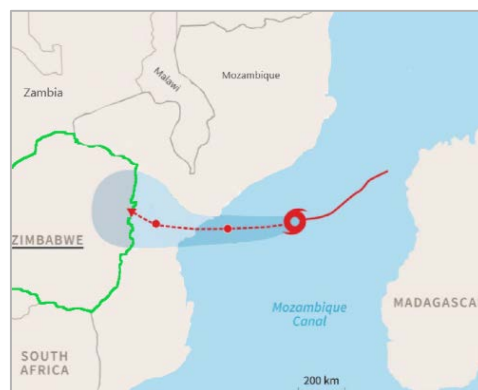 Zambia
Malawi
Mozambique
ZIMBABWE
Mozambique
Canal
MADAGASCA
SOUTH
AFRICA
200 km